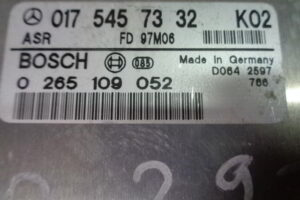 017 545 73 32 K02
ASR FD 97M06
BOSCH Made in Germany
D064 2597
0 265 109 052 766